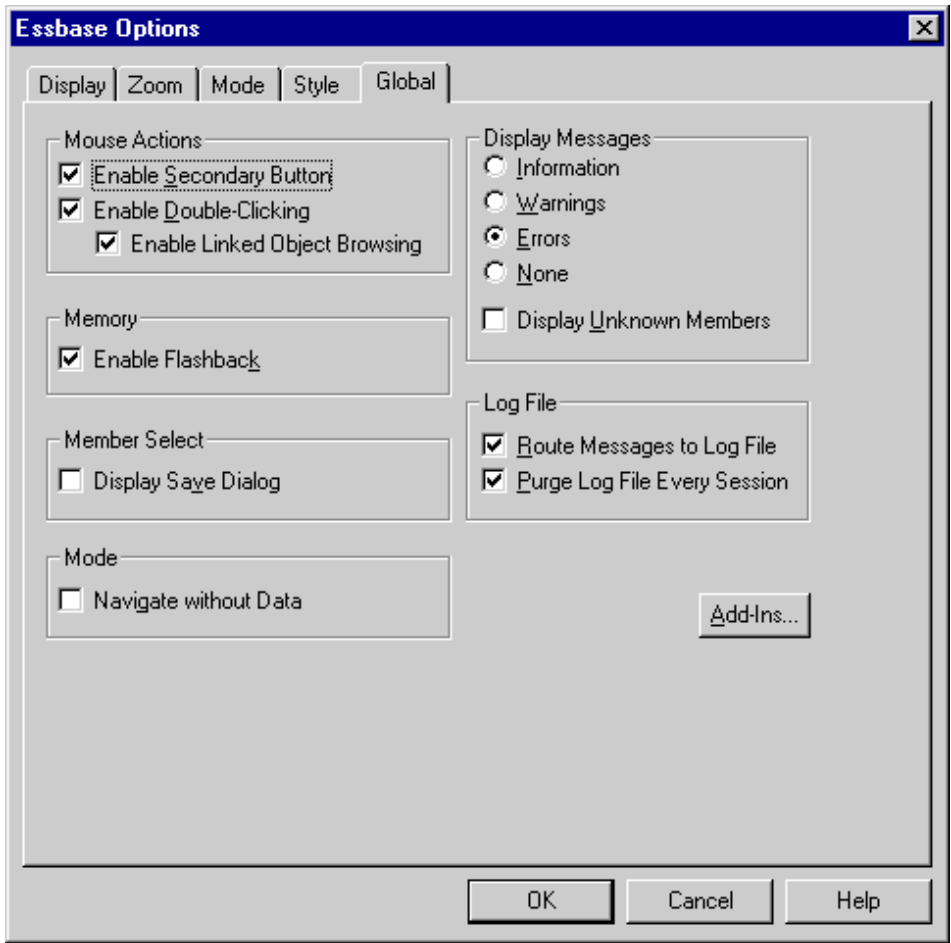 Essbase Options
Display Zoom Mode Style Global
Mouse Actions
Enable Secondary Button
Enable Double-Clicking
Enable Linked Object Browsing
Memory
Enable Flashback
Member Select
Display Save Dialog
Mode
Navigate without Data
Display Messages
Information
Warnings
Errors
None
Display Unknown Members
Log File
Route Messages to Log File
Purge Log File Every Session
Add-Ins...
OK Cancel Help